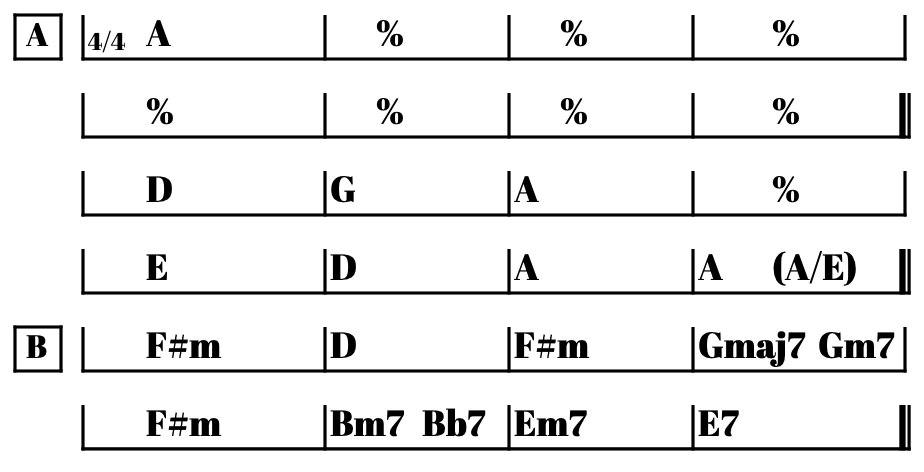 A 4/4 A % % %
% % % %
D G A %
E D A A (A/E)
B F#m D F#m Gmaj7 Gm7
F#m Bm7 Bb7 Em7 E7